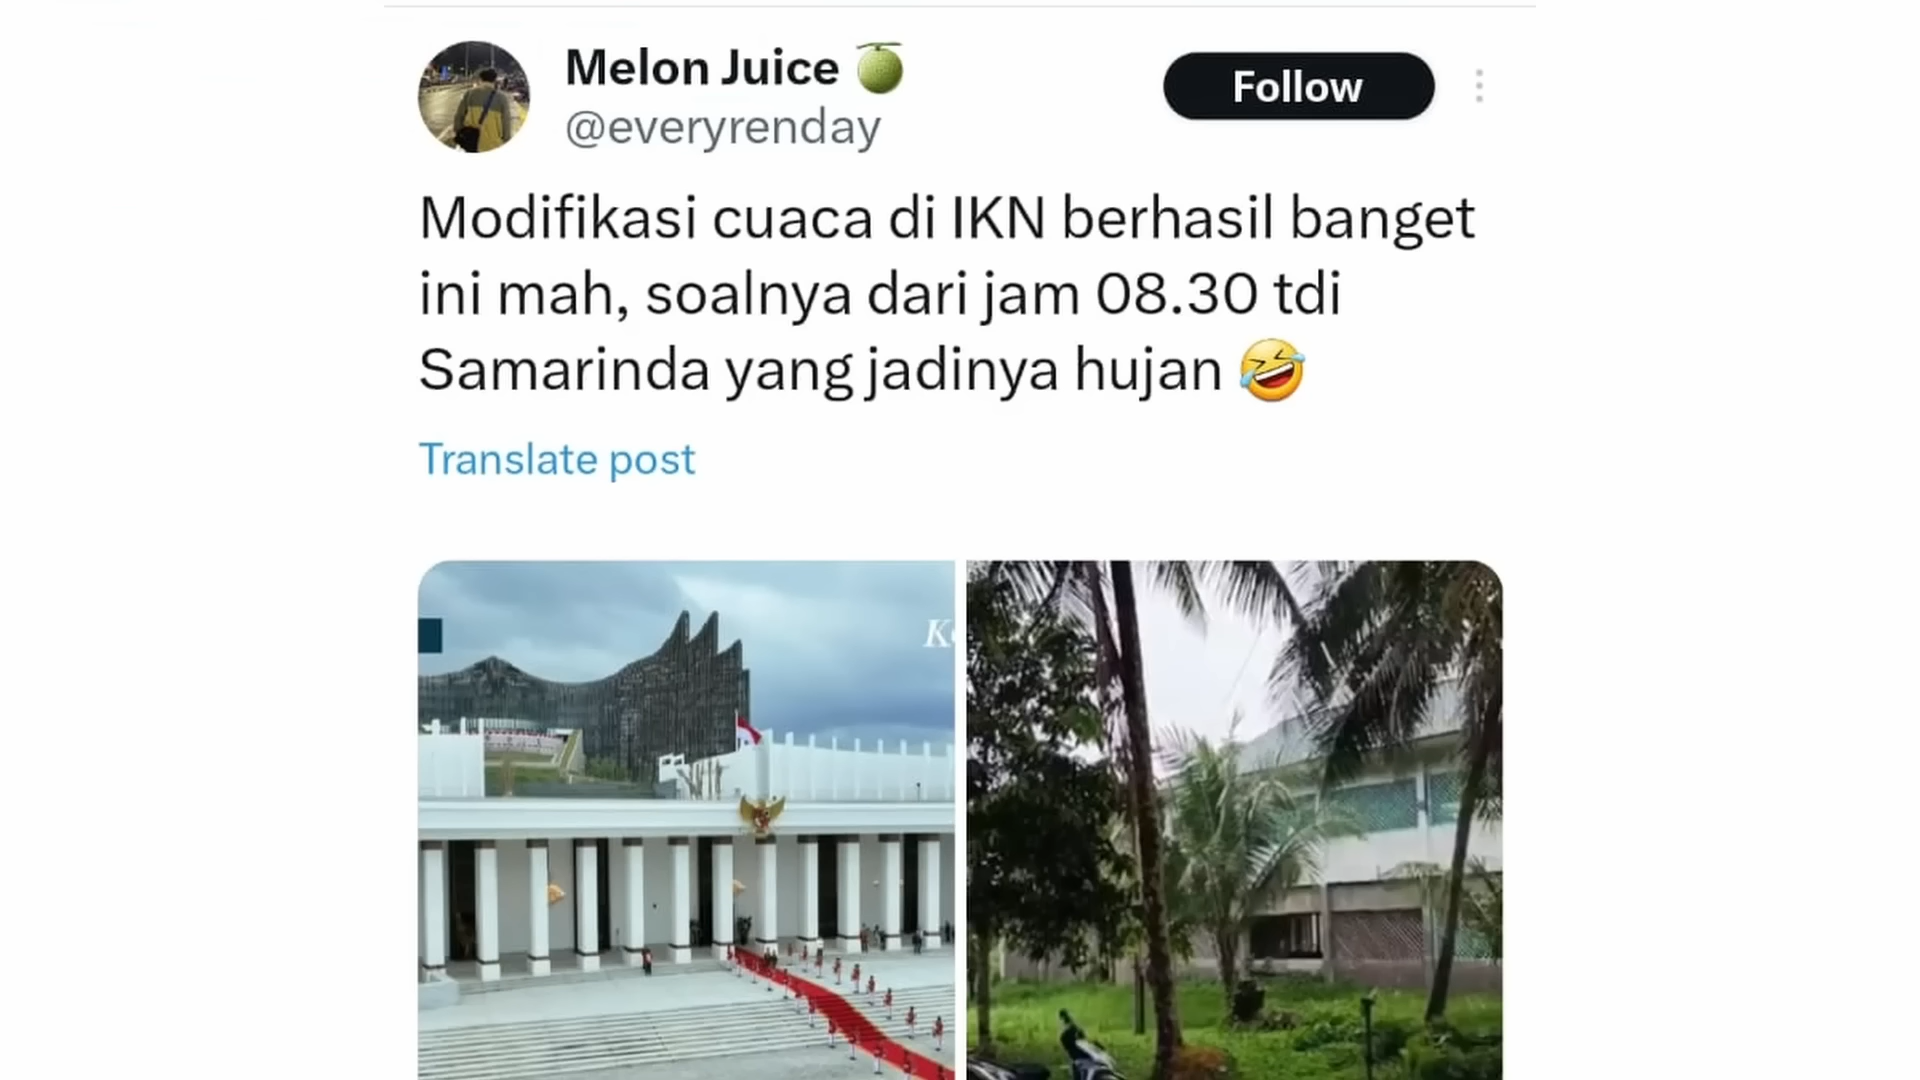 Melon Juice 🍈
@everyrenday
Follow
Modifikasi cuaca di IKN berhasil banget
ini mah, soalnya dari jam 08.30 tdi
Samarinda yang jadinya hujan 🤣
Translate post